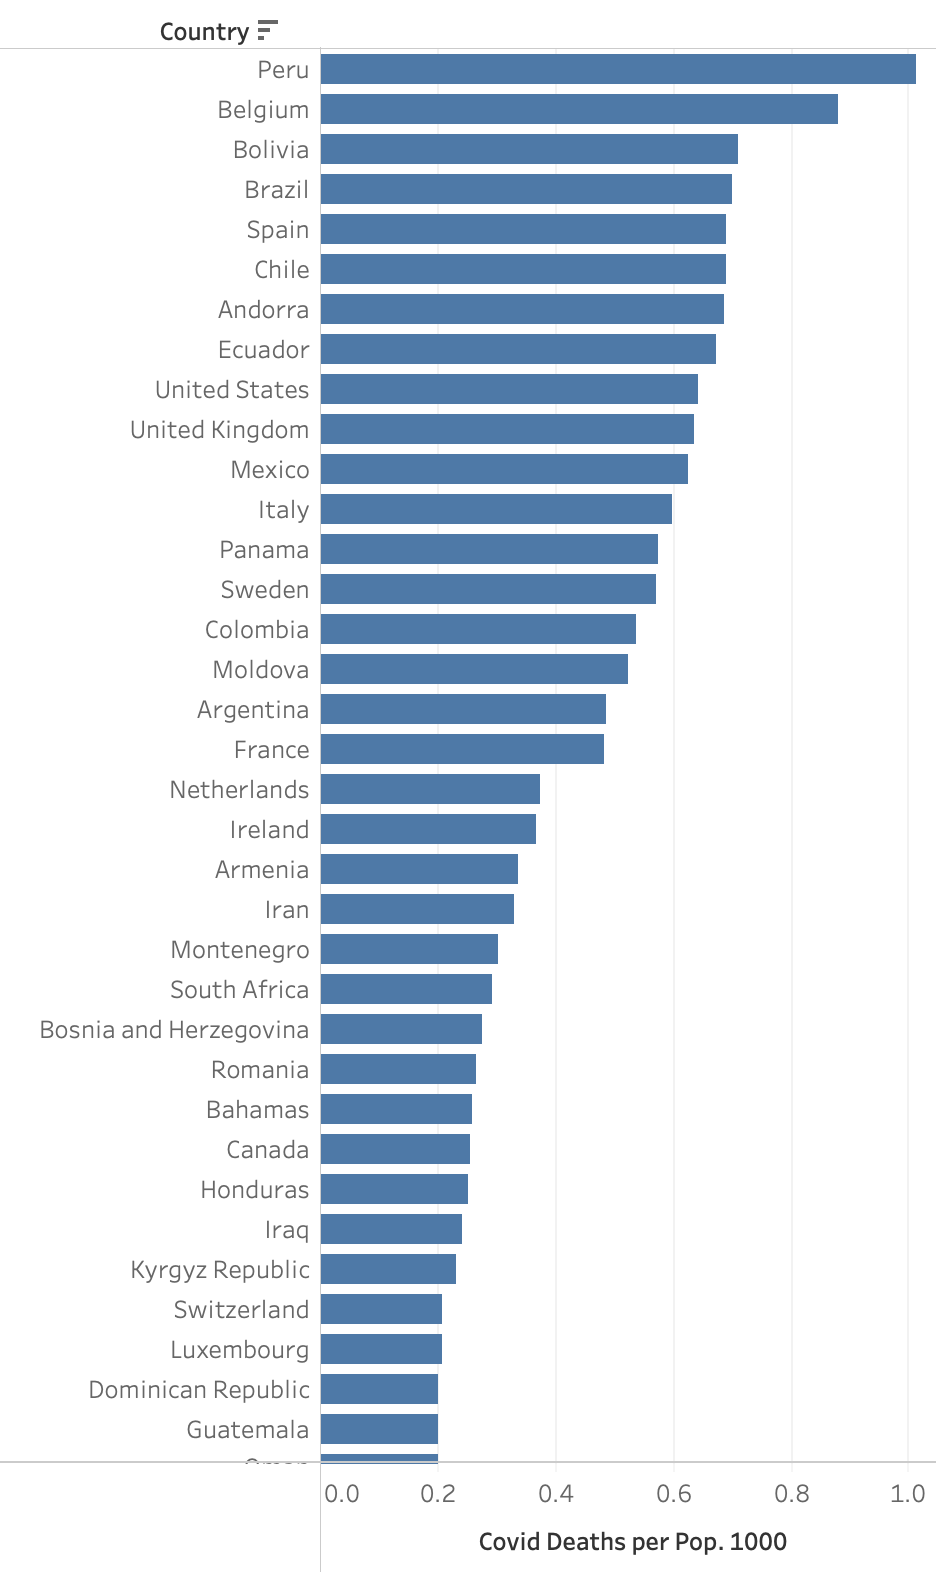 Country
Peru
Belgium
Bolivia
Brazil
Spain
Chile
Andorra
Ecuador
United States
United Kingdom
Mexico
Italy
Panama
Sweden
Colombia
Moldova
Argentina
France
Netherlands
Ireland
Armenia
Iran
Montenegro
South Africa
Bosnia and Herzegovina
Romania
Bahamas
Canada
Honduras
Iraq
Kyrgyz Republic
Switzerland
Luxembourg
Dominican Republic
Guatemala
0.0 0.2 0.4 0.6 0.8 1.0
Covid Deaths per Pop. 1000